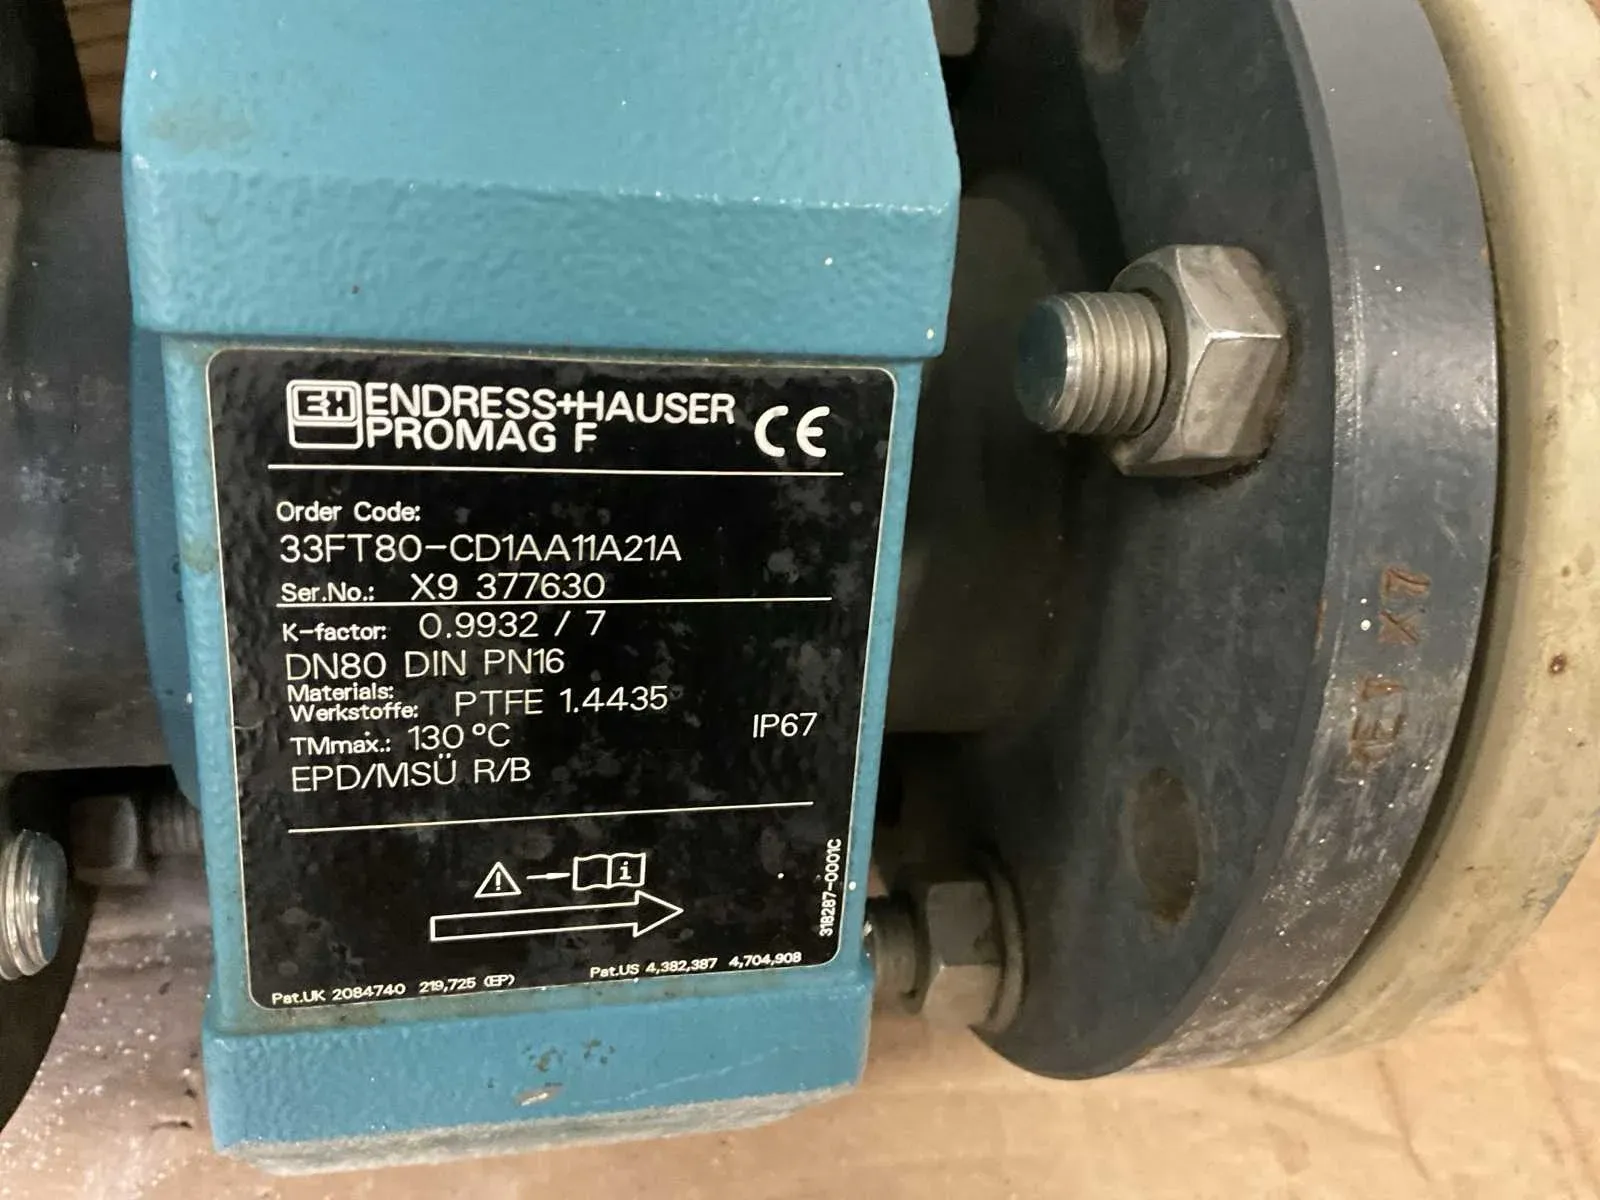 EH ENDRESS+HAUSER
PROMAG F
CE
Order Code:
33FT80-CD1AA11A21A
Ser.No.: X9 377630
K-factor: 0.9932 / 7
DN80 DIN PN16
Materials:
Werkstoffe: PTFE 1.4435
TMmax.: 130 °C
IP67
EPD/MSÜ R/B
i
318287-0001C
Pat.UK 2084740 219,725 (EP) Pat.US 4,382,387 4,704,908